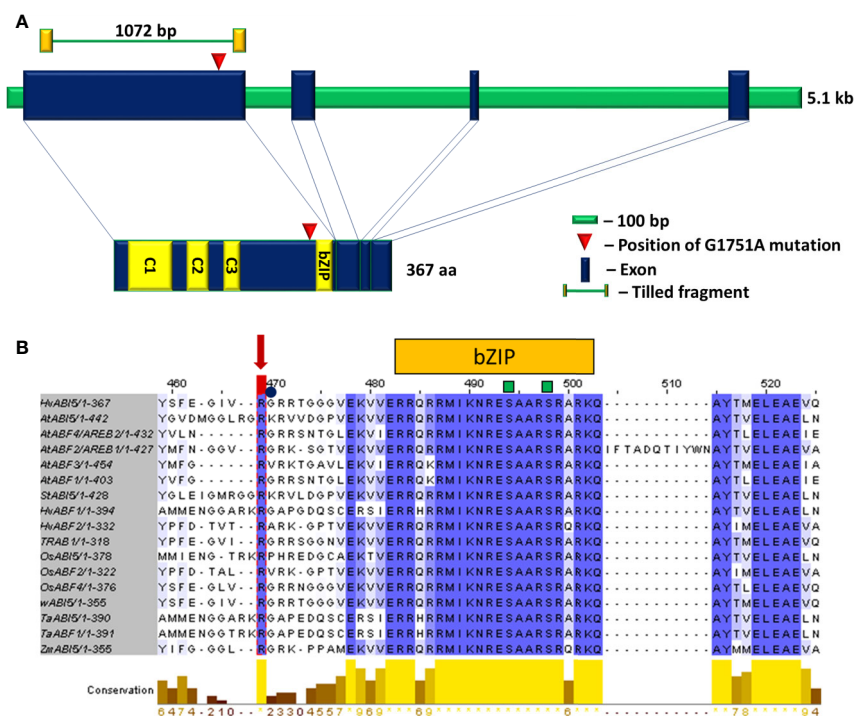 A
1072 bp
5.1 kb
C1
C2
C3
bZIP
367 aa
– 100 bp
– Position of G1751A mutation
– Exon
– Tilled fragment
B
bZIP
460 470 480 490 500 510 520
HvABI5/1-367 YSFE-GIV--RGRRTGGGVEKVVERRQRRMIKNRESAARSRARKQ-----------AYTMELEAEVQ
AtABI5/1-442 YGVDMGGLRGRKRVVDGPVEKVVERRQRRMIKNRESAARSRARKQ-----------AYTVELEAELN
AtABF4/AREB2/1-432 YVLN------RGRRSNTGLEKVIERRQRRMIKNRESAARSRARKQ-----------AYTLELEAEIE
AtABF2/AREB1/1-427 YMFN-GGV--RGRK-SGTVEKVVERRQRRMIKNRESAARSRARKQIFTADQTIYWNAYTMELEAEVA
AtABF3/1-454 YMFG------RVRKTGAVLEKVIERRQKRMIKNRESAARSRARKQ-----------AYTMELEAEIA
AtABF1/1-403 YVFG------RGRRSNTGLEKVIERRQKRMIKNRESAARSRARKQ-----------AYTLELEAEIE
StABI5/1-428 YGLEIGMRGGRKRVLDGPVEKVVERRQRRMIKNRESAARSRARKQ-----------AYTVELEAELN
HvABF1/1-394 AMMENGGARKRGAPGDQSCERSIERRHRRMIKNRESAARSRARKQ-----------AYTVELEAELN
HvABF2/1-332 YPFD-TVT--RARK-GPTVEKVVERRQRRMIKNRESAARSRQRKQ-----------AYIMELEAEVA
TRAB1/1-318 YPFE-GVI--RGRRSGGNVEKVVERRQRRMIKNRESAARSRARKQ-----------AYTMELEAEVQ
OsABI5/1-378 MMIENG-TRKRPHREDGCAEKTVERRQRRMIKNRESAARSRARKQ-----------AYTVELEAELN
OsABF2/1-322 YPFD-TAL--RVRK-GPTVEKVVERRQRRMIKNRESAARSRARKQ-----------AYIMELEAEVA
OsABF4/1-376 YSFE-GLV--RGRRNGGGVEKVVERRQRRMIKNRESAARSRARKQ-----------AYTMELEAEVQ
wABI5/1-355 YSFE-GIV--RGRRTGGGVEKVVERRQRRMIKNRESAARSRARKQ-----------AYTMELEAEVQ
TaABI5/1-390 AMMENGGARKRGAPEDQSCERSIERRHRRMIKNRESAARSRARKQ-----------AYTVELEAELN
TaABF1/1-391 AMMENGGTRKRGAPEDQSCERSIERRHRRMIKNRESAARSRARKQ-----------AYTVELEAELN
ZmABI5/1-355 YIFG-GGL--RGRK-PPAMEKVVERRQRRMIKNRESAARSRARKQ-----------AYMMELEAEVQ
Conservation